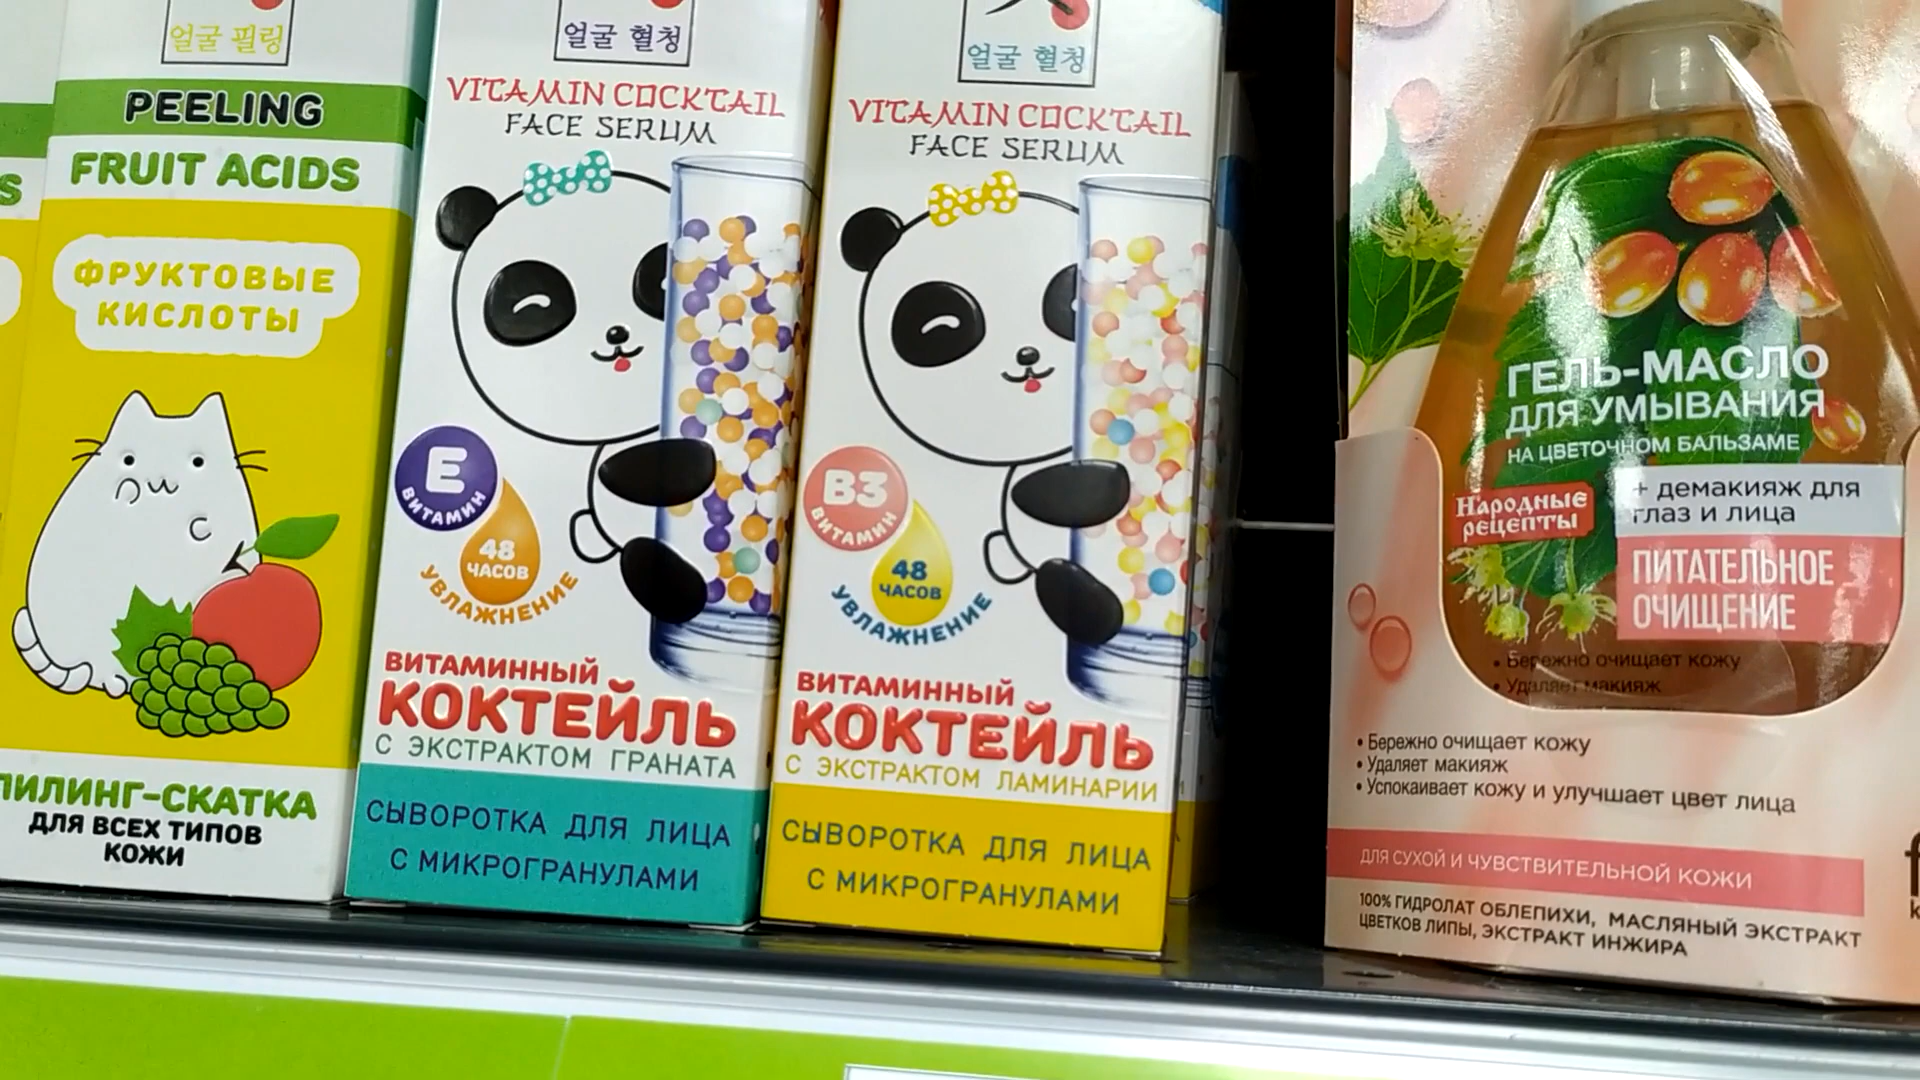 얼굴 필링
PEELING
FRUIT ACIDS
ФРУКТОВЫЕ
КИСЛОТЫ
ПИЛИНГ-СКАТКА
ДЛЯ ВСЕХ ТИПОВ
КОЖИ
얼굴 혈청
VITAMIN COCKTAIL
FACE SERUM
E
ВИТАМИН
48
ЧАСОВ
УВЛАЖНЕНИЕ
ВИТАМИННЫЙ
КОКТЕЙЛЬ
С ЭКСТРАКТОМ ГРАНАТА
СЫВОРОТКА ДЛЯ ЛИЦА
С МИКРОГРАНУЛАМИ
얼굴 혈청
VITAMIN COCKTAIL
FACE SERUM
B3
ВИТАМИН
48
ЧАСОВ
УВЛАЖНЕНИЕ
ВИТАМИННЫЙ
КОКТЕЙЛЬ
С ЭКСТРАКТОМ ЛАМИНАРИИ
СЫВОРОТКА ДЛЯ ЛИЦА
С МИКРОГРАНУЛАМИ
ГЕЛЬ-МАСЛО
ДЛЯ УМЫВАНИЯ
НА ЦВЕТОЧНОМ БАЛЬЗАМЕ
Народные
рецепты
+ демакияж для
глаз и лица
ПИТАТЕЛЬНОЕ
ОЧИЩЕНИЕ
• Бережно очищает кожу
• Удаляет макияж
• Бережно очищает кожу
• Удаляет макияж
• Успокаивает кожу и улучшает цвет лица
ДЛЯ СУХОЙ И ЧУВСТВИТЕЛЬНОЙ КОЖИ
100% ГИДРОЛАТ ОБЛЕПИХИ, МАСЛЯНЫЙ ЭКСТРАКТ
ЦВЕТКОВ ЛИПЫ, ЭКСТРАКТ ИНЖИРА